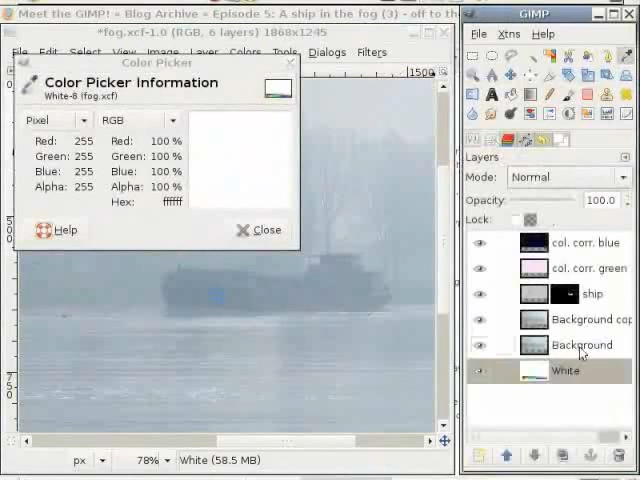 Meet the GIMP! » Blog Archive » Episode 5: A ship in the fog (3) - off to th
*fog.xcf-1.0 (RGB, 6 layers) 1868x1245
File Edit Select View Image Layer Colors Tools Dialogs Filters
Color Picker
Color Picker Information
White-8 (fog.xcf)
Pixel RGB
Red: 255 Red: 100 %
Green: 255 Green: 100 %
Blue: 255 Blue: 100 %
Alpha: 255 Alpha: 100 %
Hex: ffffff
Help Close
1500
px 78% White (58.5 MB)
GIMP
File Xtns Help
Layers
Mode: Normal
Opacity: 100.0
Lock:
col. corr. blue
col. corr. green
ship
Background cop
Background
White